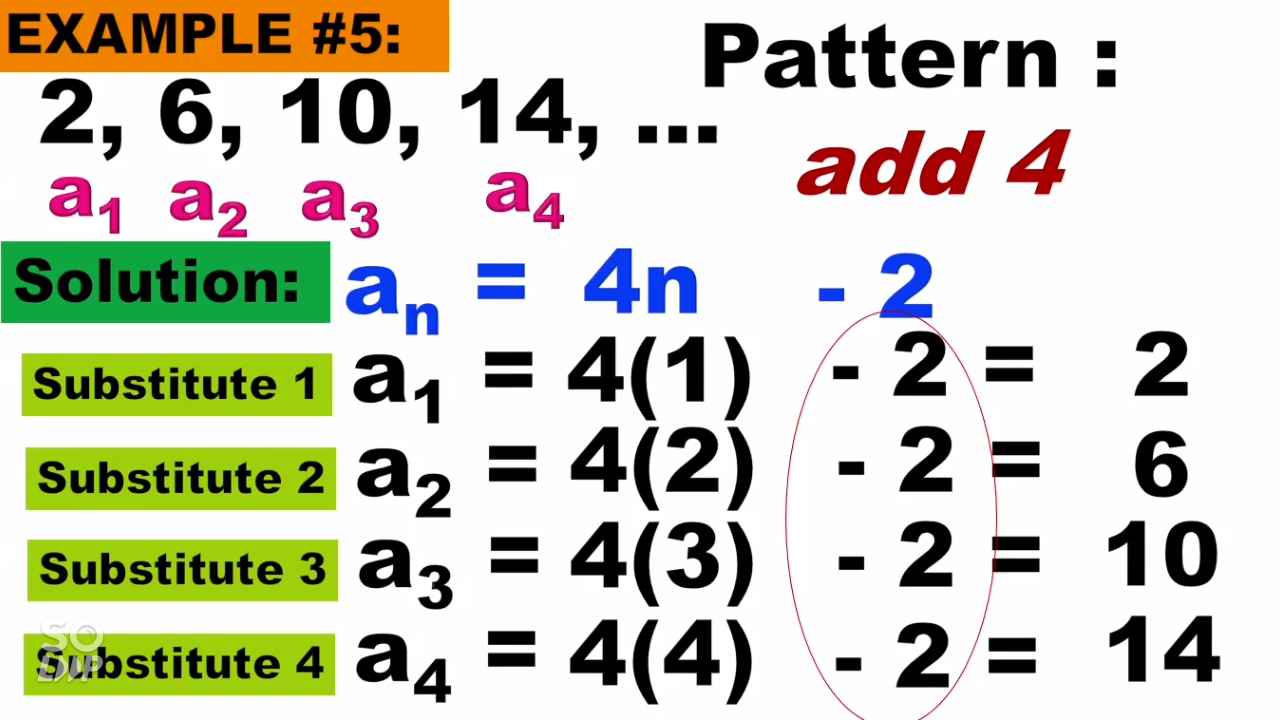 EXAMPLE #5:
Pattern :
2, 6, 10, 14, ...
add 4
a₁ a₂ a₃ a₄
Solution: aₙ = 4n - 2
Substitute 1 a₁ = 4(1) - 2 = 2
Substitute 2 a₂ = 4(2) - 2 = 6
Substitute 3 a₃ = 4(3) - 2 = 10
Substitute 4 a₄ = 4(4) - 2 = 14